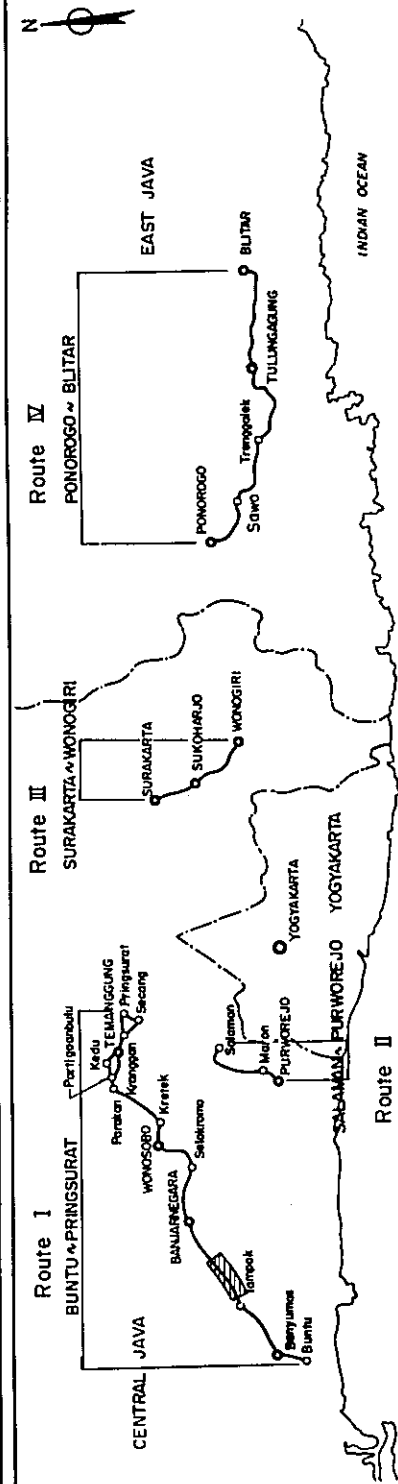 N
Route I
BUNTU~PRINGSURAT
Partigaanbutu
CENTRAL JAVA
Kedu
TEMANGGUNG
Pringsurat
Secang
Kranggan
Parakan
Kretek
WONOSOBO
Selokromo
BANJARNEGARA
Tampak
Banyumas
Buntu
Salaman
Maron
PURWOREJO
SALAMAN~PURWOREJO
Route II
YOGYAKARTA
YOGYAKARTA
Route III
SURAKARTA~WONOGIRI
SURAKARTA
SUKOHARJO
WONOGIRI
Route IV
PONOROGO~BLITAR
PONOROGO
Sawo
Trenggalek
TULUNGAGUNG
BLITAR
EAST JAVA
INDIAN OCEAN